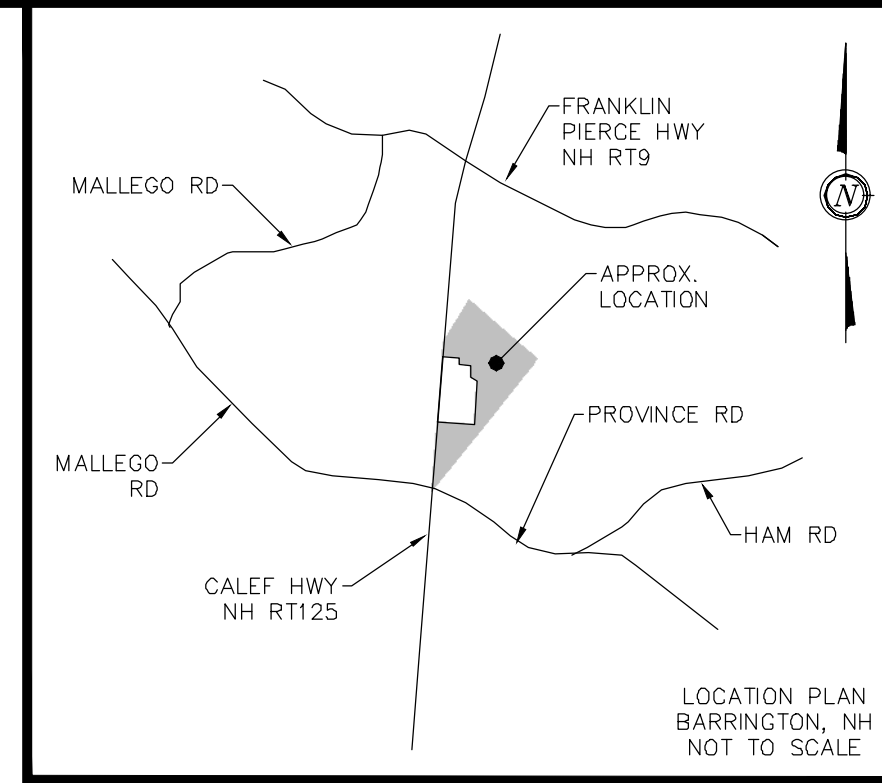 FRANKLIN
PIERCE HWY
NH RT9
MALLEGO RD
N
APPROX.
LOCATION
PROVINCE RD
MALLEGO
RD
HAM RD
CALEF HWY
NH RT125
LOCATION PLAN
BARRINGTON, NH
NOT TO SCALE